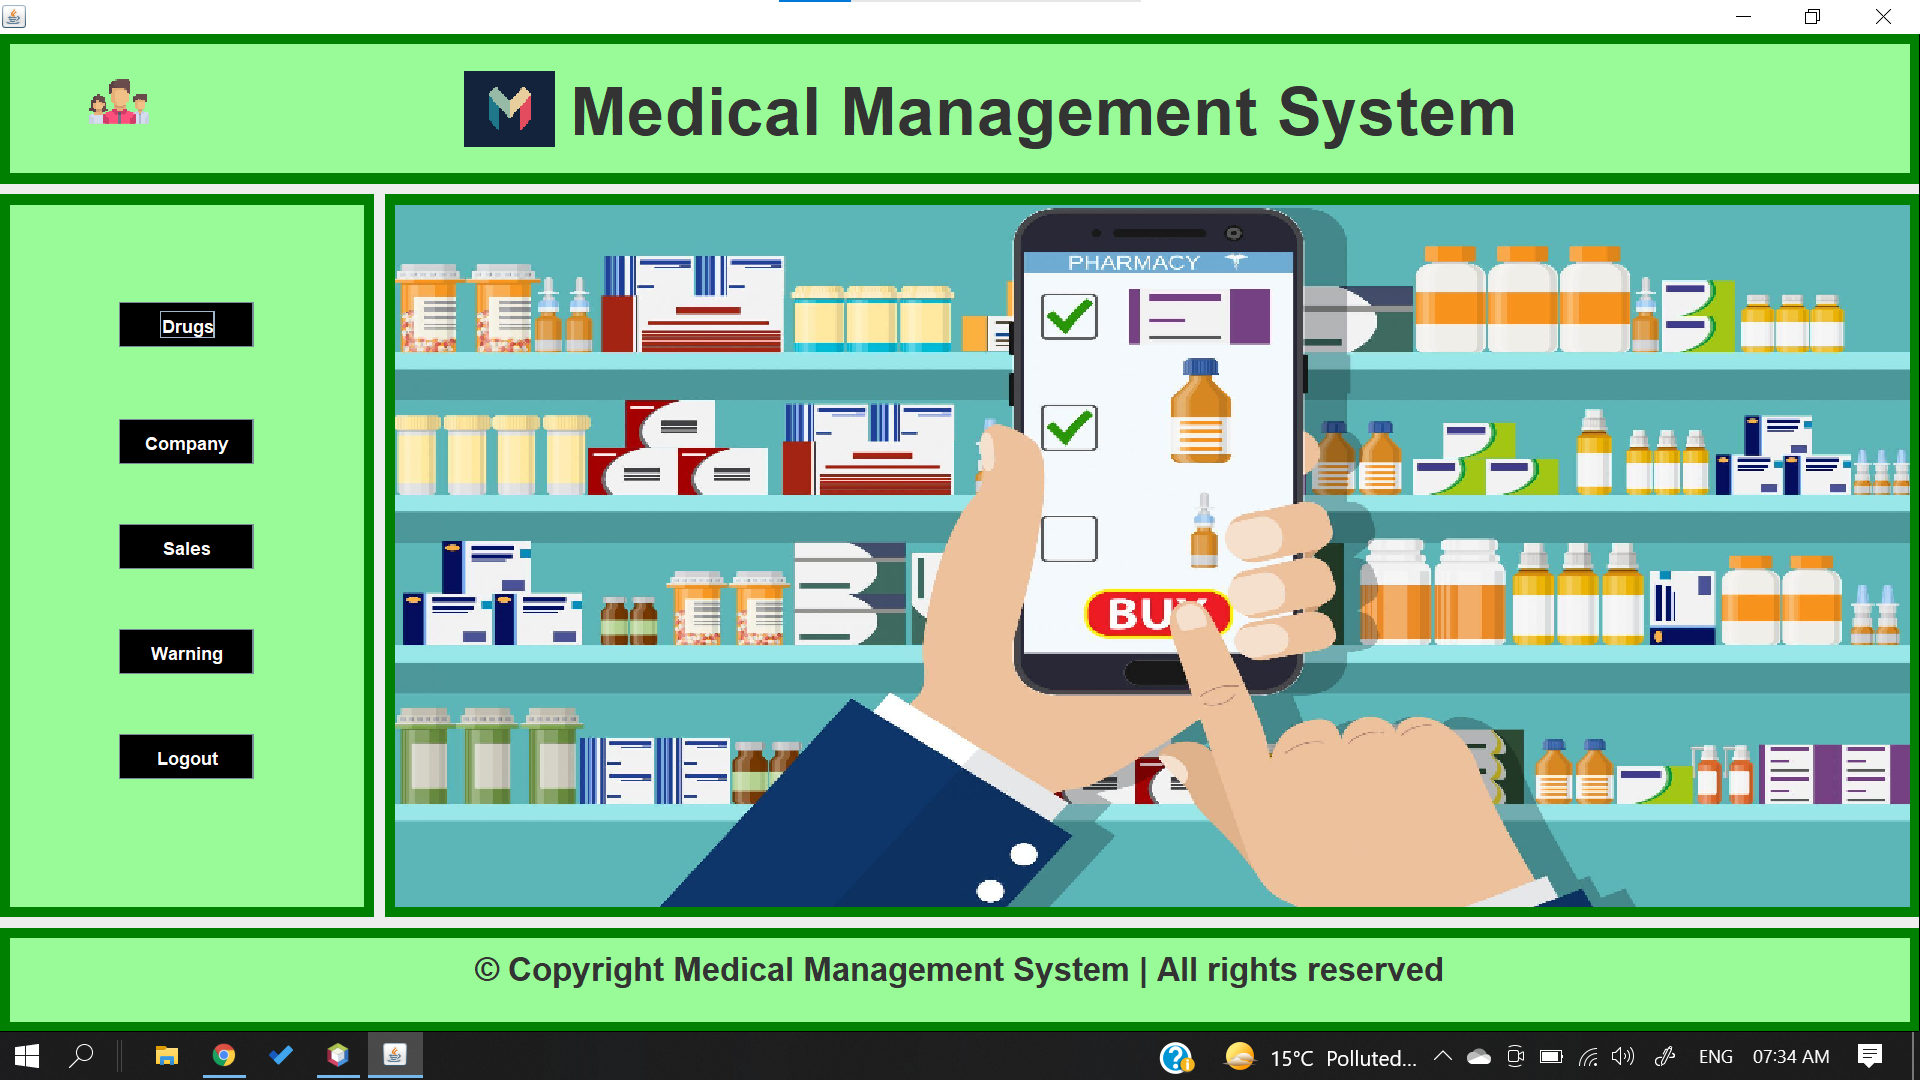 Medical Management System
Drugs
Company
Sales
Warning
Logout
PHARMACY
BUY
© Copyright Medical Management System | All rights reserved
15°C Polluted... ENG 07:34 AM